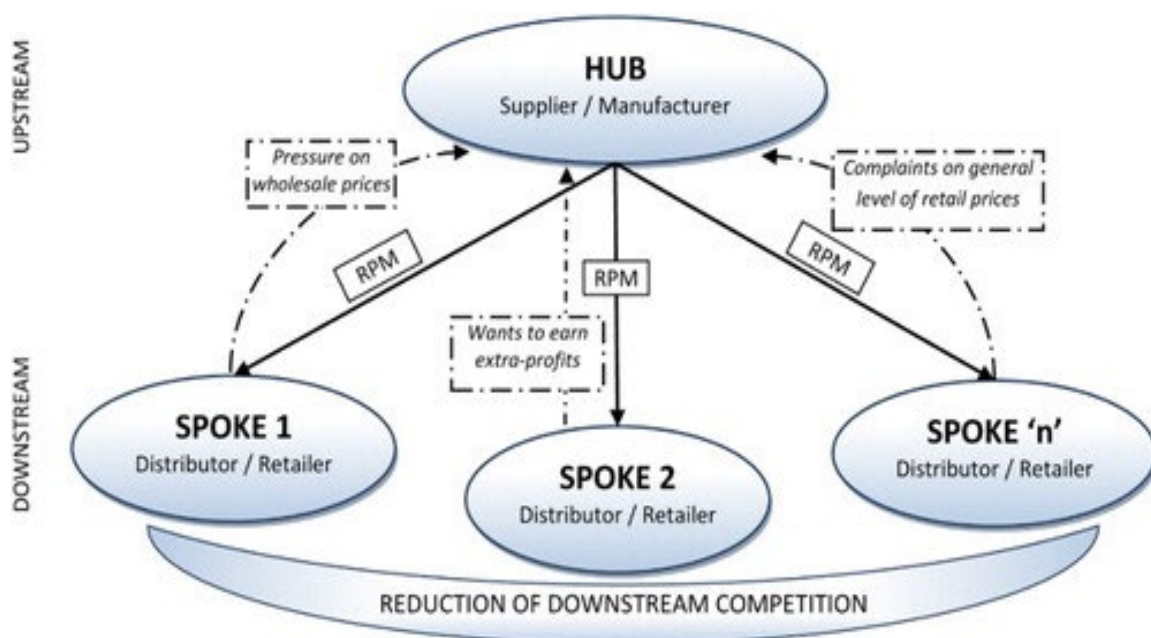 UPSTREAM
HUB
Supplier / Manufacturer
Pressure on
wholesale prices
Complaints on general
level of retail prices
RPM
RPM
RPM
Wants to earn
extra-profits
DOWNSTREAM
SPOKE 1
Distributor / Retailer
SPOKE 2
Distributor / Retailer
SPOKE ‘n’
Distributor / Retailer
REDUCTION OF DOWNSTREAM COMPETITION